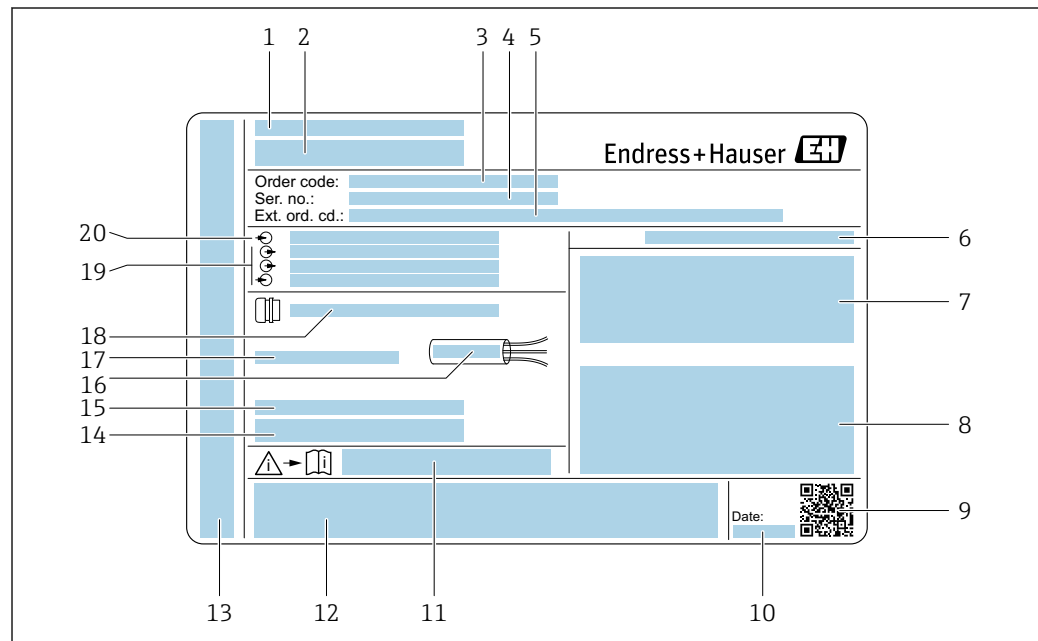 1 2 3 4 5
Endress+Hauser EH
Order code:
Ser. no.:
Ext. ord. cd.:
20
19
6
7
18
17
16
15
14
8
i i
Date:
9
13 12 11 10